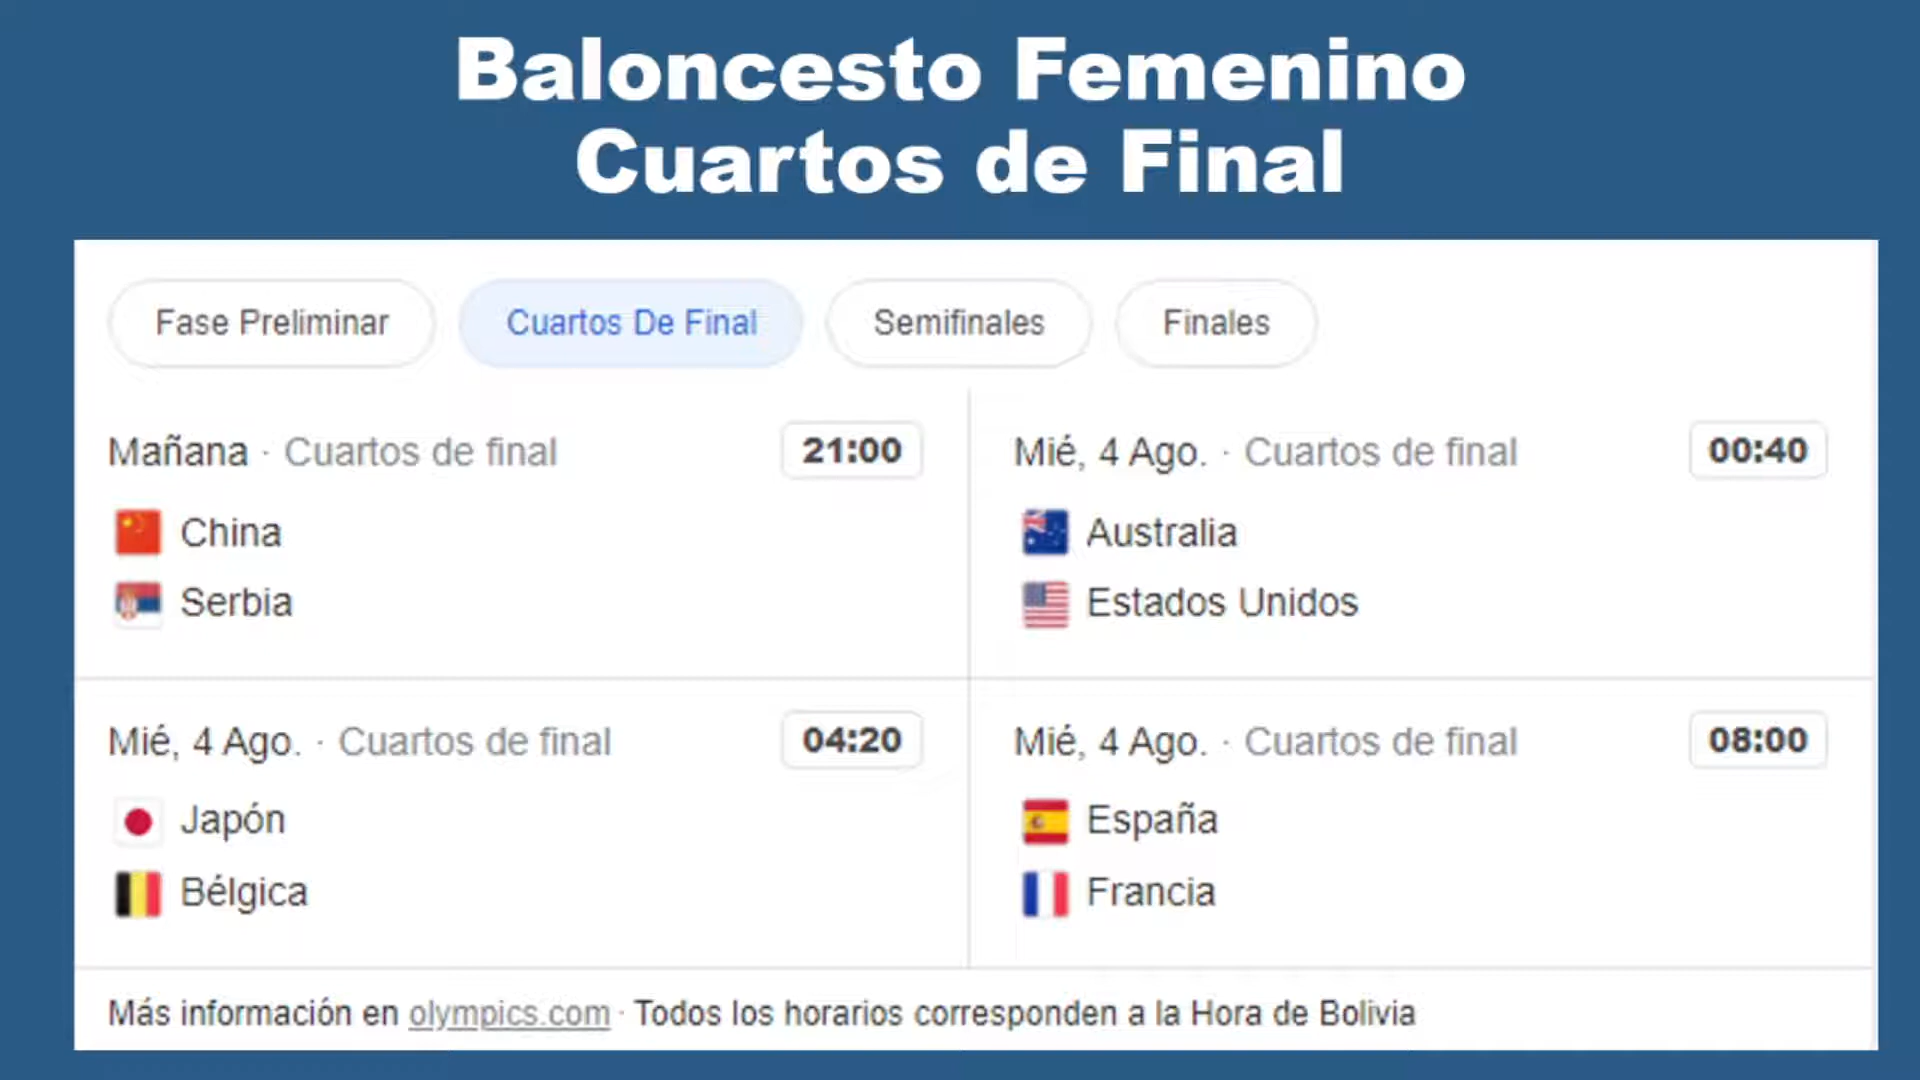 Baloncesto Femenino
Cuartos de Final
Fase Preliminar Cuartos De Final Semifinales Finales
Mañana · Cuartos de final 21:00
China
Serbia
Mié, 4 Ago. · Cuartos de final 00:40
Australia
Estados Unidos
Mié, 4 Ago. · Cuartos de final 04:20
Japón
Bélgica
Mié, 4 Ago. · Cuartos de final 08:00
España
Francia
Más información en olympics.com · Todos los horarios corresponden a la Hora de Bolivia